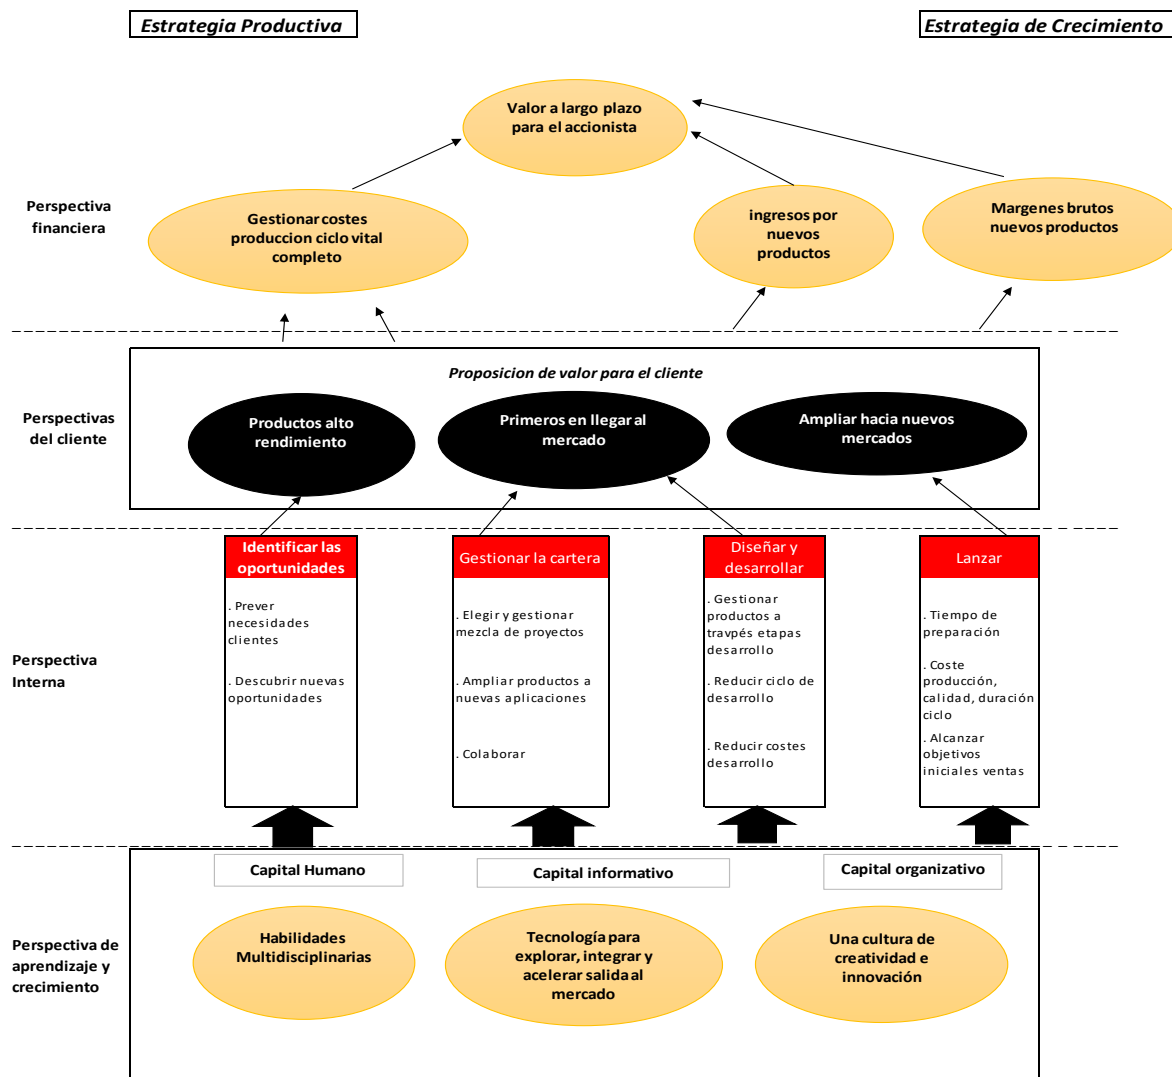 Estrategia Productiva
Estrategia de Crecimiento
Valor a largo plazo
para el accionista
Perspectiva
financiera
Gestionar costes
produccion ciclo vital
completo
ingresos por
nuevos
productos
Margenes brutos
nuevos productos
Proposicion de valor para el cliente
Perspectivas
del cliente
Productos alto
rendimiento
Primeros en llegar al
mercado
Ampliar hacia nuevos
mercados
Perspectiva
Interna
Identificar las
oportunidades
. Prever
necesidades
clientes
. Descubrir nuevas
oportunidades
Gestionar la cartera
. Elegir y gestionar
mezcla de proyectos
. Ampliar productos a
nuevas aplicaciones
. Colaborar
Diseñar y
desarrollar
. Gestionar
productos a
travpés etapas
desarrollo
. Reducir ciclo de
desarrollo
. Reducir costes
desarrollo
Lanzar
. Tiempo de
preparación
. Coste
producción,
calidad, duración
ciclo
. Alcanzar
objetivos
iniciales ventas
Perspectiva de
aprendizaje y
crecimiento
Capital Humano
Capital informativo
Capital organizativo
Habilidades
Multidisciplinarias
Tecnología para
explorar, integrar y
acelerar salida al
mercado
Una cultura de
creatividad e
innovación